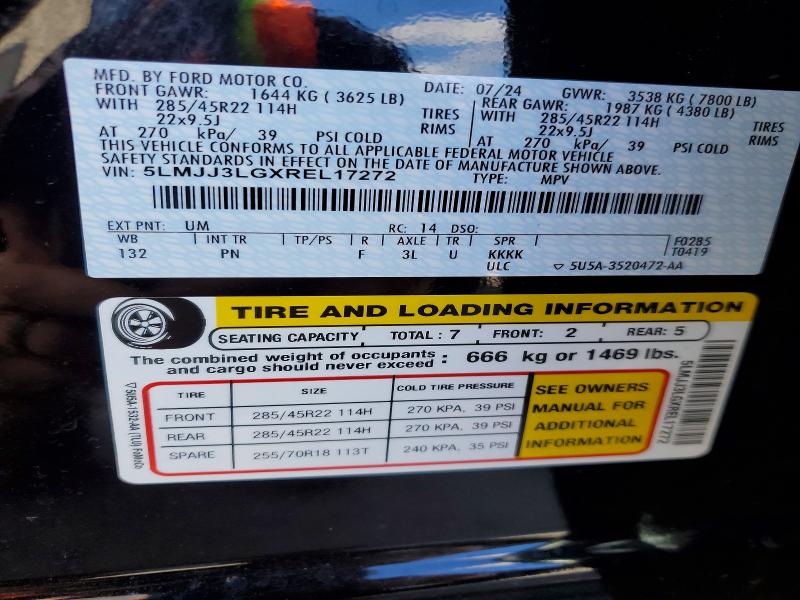 MFD. BY FORD MOTOR CO. DATE: 07/24 GVWR: 3538 KG ( 7800 LB)
FRONT GAWR: 1644 KG ( 3625 LB) REAR GAWR: 1987 KG ( 4380 LB)
WITH 285/45R22 114H TIRES WITH 285/45R22 114H TIRES
22x9.5J RIMS 22x9.5J RIMS
AT 270 kPa/ 39 PSI COLD AT 270 kPa/ 39 PSI COLD
THIS VEHICLE CONFORMS TO ALL APPLICABLE FEDERAL MOTOR VEHICLE
SAFETY STANDARDS IN EFFECT ON THE DATE OF MANUFACTURE SHOWN ABOVE.
VIN: 5LMJJ3LGXREL17272 TYPE: MPV
EXT PNT: UM RC: 14 DSO:
WB INT TR TP/PS R AXLE TR SPR F0285
132 PN F 3L U KKKK T0419
ULC ▽ 5U5A-3520472-AA
TIRE AND LOADING INFORMATION
SEATING CAPACITY TOTAL : 7 FRONT: 2 REAR: 5
The combined weight of occupants
and cargo should never exceed : 666 kg or 1469 lbs.
TIRE SIZE COLD TIRE PRESSURE
FRONT 285/45R22 114H 270 KPA, 39 PSI
REAR 285/45R22 114H 270 KPA, 39 PSI
SPARE 255/70R18 113T 240 KPA, 35 PSI
SEE OWNERS
MANUAL FOR
ADDITIONAL
INFORMATION
5LMJJ3LGXREL17272